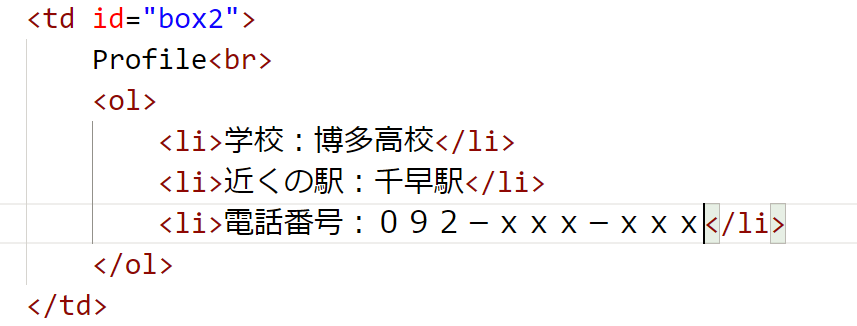 <td id="box2">
Profile<br>
<ol>
<li>学校：博多高校</li>
<li>近くの駅：千早駅</li>
<li>電話番号：０９２－ｘｘｘ－ｘｘｘ</li>
</ol>
</td>